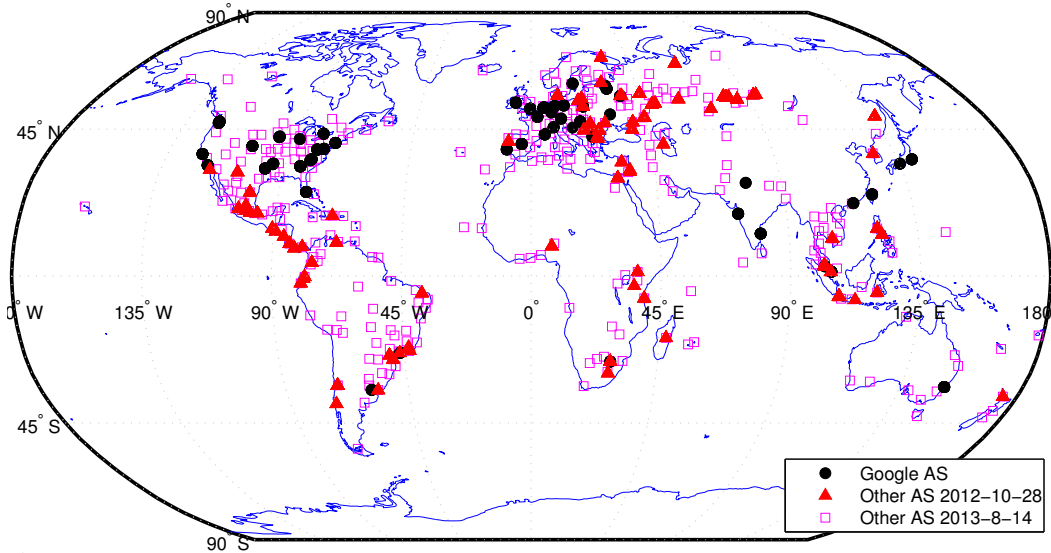 90° N
45° N
0° W 135° W 90° W 45° W 0° 45° E 90° E 135° E 180°
45° S
90° S
Google AS
Other AS 2012-10-28
Other AS 2013-8-14